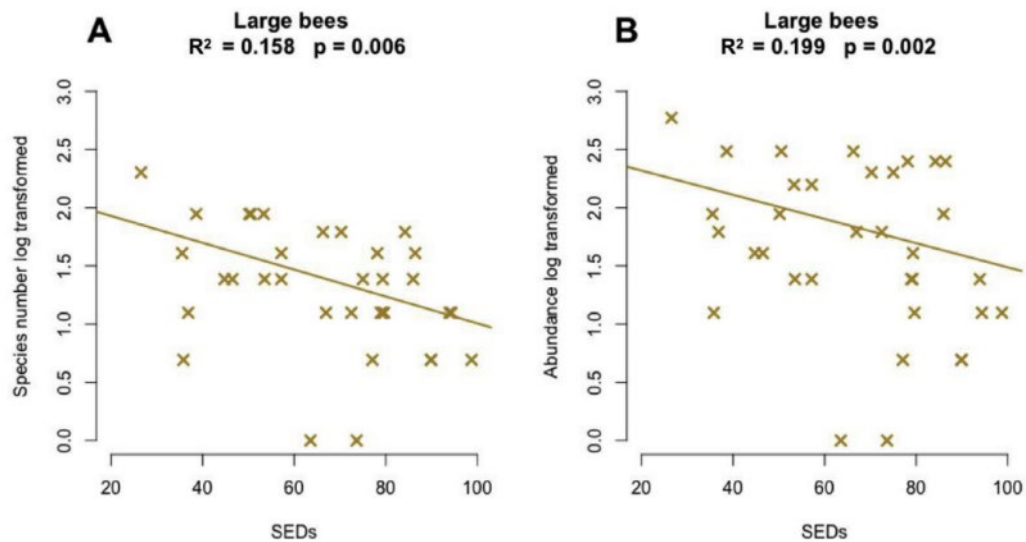 A
Large bees
R² = 0.158 p = 0.006
Species number log transformed
3.0
2.5
2.0
1.5
1.0
0.5
0.0
20 40 60 80 100
SEDs
B
Large bees
R² = 0.199 p = 0.002
Abundance log transformed
3.0
2.5
2.0
1.5
1.0
0.5
0.0
20 40 60 80 100
SEDs